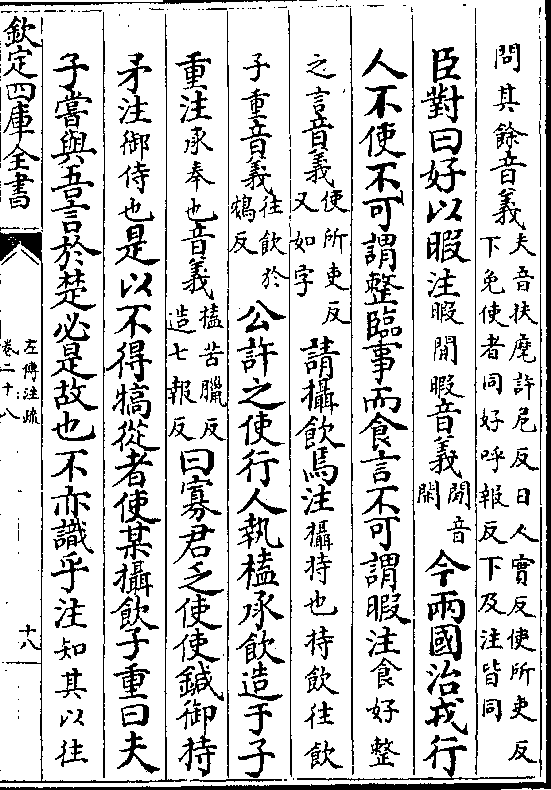 問其餘音義夫音扶麾許危反日人實反使所吏反下免使者同好呼報反下及注皆同
臣對曰好以暇注暇閒暇音義閒音閑今兩國治戎行
人不使不可謂整臨事而食言不可謂暇注食好整
之言音義使所吏反又如字請攝飲焉注攝持也持飲往飲
子重音義往飲於鴆反公許之使行人執榼承飲造于子
重注承奉也音義榼苦臘反造七報反曰寡君乏使使鍼御持
矛注御侍也是以不得犒從者使某攝飲子重曰夫
子嘗與吾言於楚必是故也不亦識乎注知其以往
欽定四庫全書
左傳注疏
卷二十八
十八